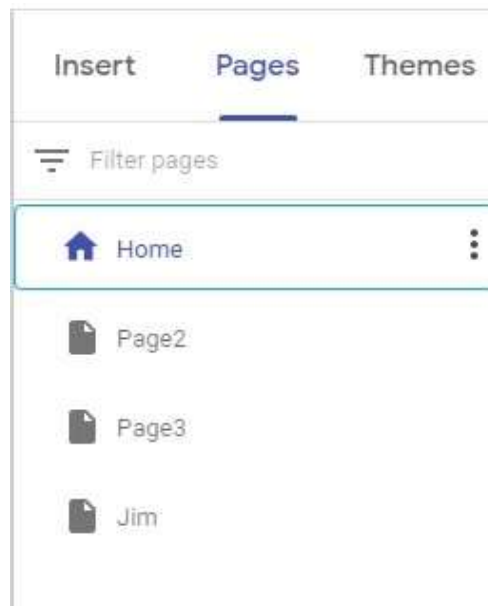 Insert Pages Themes
Filter pages
Home
Page2
Page3
Jim